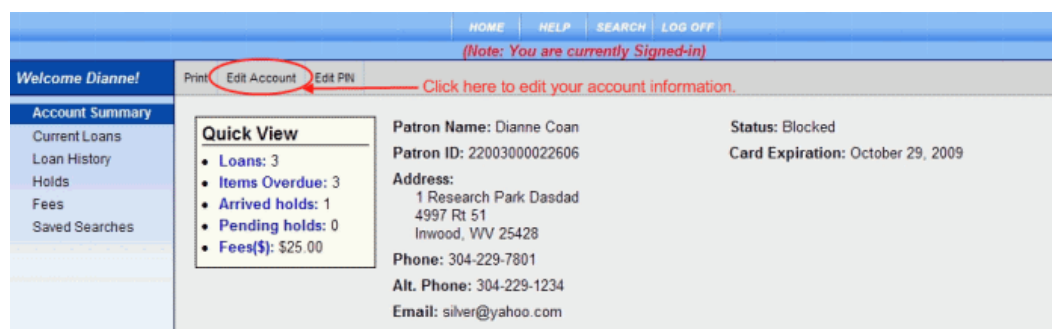 HOME HELP SEARCH LOG OFF
(Note: You are currently Signed-in)
Welcome Dianne!
Print Edit Account Edit PIN
Click here to edit your account information.
Account Summary
Current Loans
Loan History
Holds
Fees
Saved Searches
Quick View
• Loans: 3
• Items Overdue: 3
• Arrived holds: 1
• Pending holds: 0
• Fees($): $25.00
Patron Name: Dianne Coan
Patron ID: 22003000022606
Address:
1 Research Park Dasdad
4997 Rt 51
Inwood, WV 25428
Phone: 304-229-7801
Alt. Phone: 304-229-1234
Email: silver@yahoo.com
Status: Blocked
Card Expiration: October 29, 2009